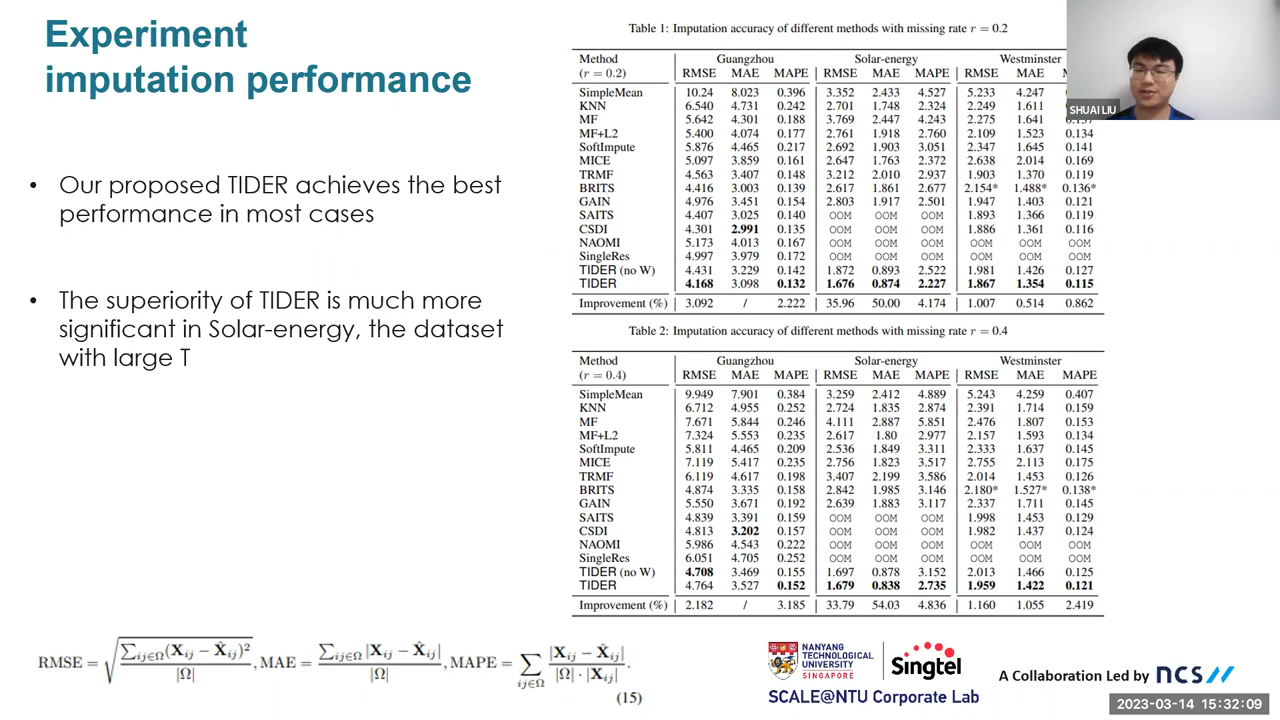 Experiment
imputation performance
• Our proposed TIDER achieves the best
performance in most cases
• The superiority of TIDER is much more
significant in Solar-energy, the dataset
with large T
Table 1: Imputation accuracy of different methods with missing rate r = 0.2
Method Guangzhou Solar-energy Westminster
(r = 0.2) RMSE MAE MAPE RMSE MAE MAPE RMSE MAE
SimpleMean 10.24 8.023 0.396 3.352 2.433 4.527 5.233 4.247
KNN 6.540 4.731 0.242 2.701 1.748 2.324 2.249 1.611
MF 5.642 4.301 0.188 3.769 2.447 4.243 2.275 1.641
MF+L2 5.400 4.074 0.177 2.761 1.918 2.760 2.109 1.523 0.134
SoftImpute 5.876 4.465 0.217 2.692 1.903 3.051 2.347 1.645 0.141
MICE 5.097 3.859 0.161 2.647 1.763 2.372 2.638 2.014 0.169
TRMF 4.563 3.407 0.148 3.212 2.010 2.937 1.903 1.370 0.119
BRITS 4.416 3.003 0.139 2.617 1.861 2.677 2.154* 1.488* 0.136*
GAIN 4.976 3.451 0.154 2.803 1.917 2.501 1.947 1.403 0.121
SAITS 4.407 3.025 0.140 OOM OOM OOM 1.893 1.366 0.119
CSDI 4.301 2.991 0.135 OOM OOM OOM 1.886 1.361 0.116
NAOMI 5.173 4.013 0.167 OOM OOM OOM OOM OOM OOM
SingleRes 4.997 3.979 0.172 OOM OOM OOM OOM OOM OOM
TIDER (no W) 4.431 3.229 0.142 1.872 0.893 2.522 1.981 1.426 0.127
TIDER 4.168 3.098 0.132 1.676 0.874 2.227 1.867 1.354 0.115
Improvement (%) 3.092 / 2.222 35.96 50.00 4.174 1.007 0.514 0.862
Table 2: Imputation accuracy of different methods with missing rate r = 0.4
Method Guangzhou Solar-energy Westminster
(r = 0.4) RMSE MAE MAPE RMSE MAE MAPE RMSE MAE MAPE
SimpleMean 9.949 7.901 0.384 3.259 2.412 4.889 5.243 4.259 0.407
KNN 6.712 4.955 0.252 2.724 1.835 2.874 2.391 1.714 0.159
MF 7.671 5.844 0.246 4.111 2.887 5.851 2.476 1.807 0.153
MF+L2 7.324 5.553 0.235 2.617 1.80 2.977 2.157 1.593 0.134
SoftImpute 5.811 4.465 0.209 2.536 1.849 3.311 2.333 1.637 0.145
MICE 7.119 5.417 0.235 2.756 1.823 3.517 2.755 2.113 0.175
TRMF 6.119 4.617 0.198 3.407 2.199 3.586 2.014 1.453 0.126
BRITS 4.874 3.335 0.158 2.842 1.985 3.146 2.180* 1.527* 0.138*
GAIN 5.550 3.671 0.192 2.639 1.883 3.117 2.337 1.711 0.145
SAITS 4.839 3.391 0.159 OOM OOM OOM 1.998 1.453 0.129
CSDI 4.813 3.202 0.157 OOM OOM OOM 1.982 1.437 0.124
NAOMI 5.986 4.543 0.222 OOM OOM OOM OOM OOM OOM
SingleRes 6.051 4.705 0.252 OOM OOM OOM OOM OOM OOM
TIDER (no W) 4.708 3.469 0.155 1.697 0.878 3.152 2.013 1.466 0.125
TIDER 4.764 3.527 0.152 1.679 0.838 2.735 1.959 1.422 0.121
Improvement (%) 2.182 / 3.185 33.79 54.03 4.836 1.160 1.055 2.419
SHUAI LIU
RMSE = √(∑ij∈Ω(Xij − X̂ij)² / |Ω|), MAE = ∑ij∈Ω|Xij − X̂ij| / |Ω|, MAPE = ∑ij∈Ω |Xij − X̂ij| / (|Ω| · |Xij|).
(15)
NANYANG
TECHNOLOGICAL
UNIVERSITY
SINGAPORE
Singtel
SCALE@NTU Corporate Lab
A Collaboration Led by ncs
2023-03-14 15:32:09